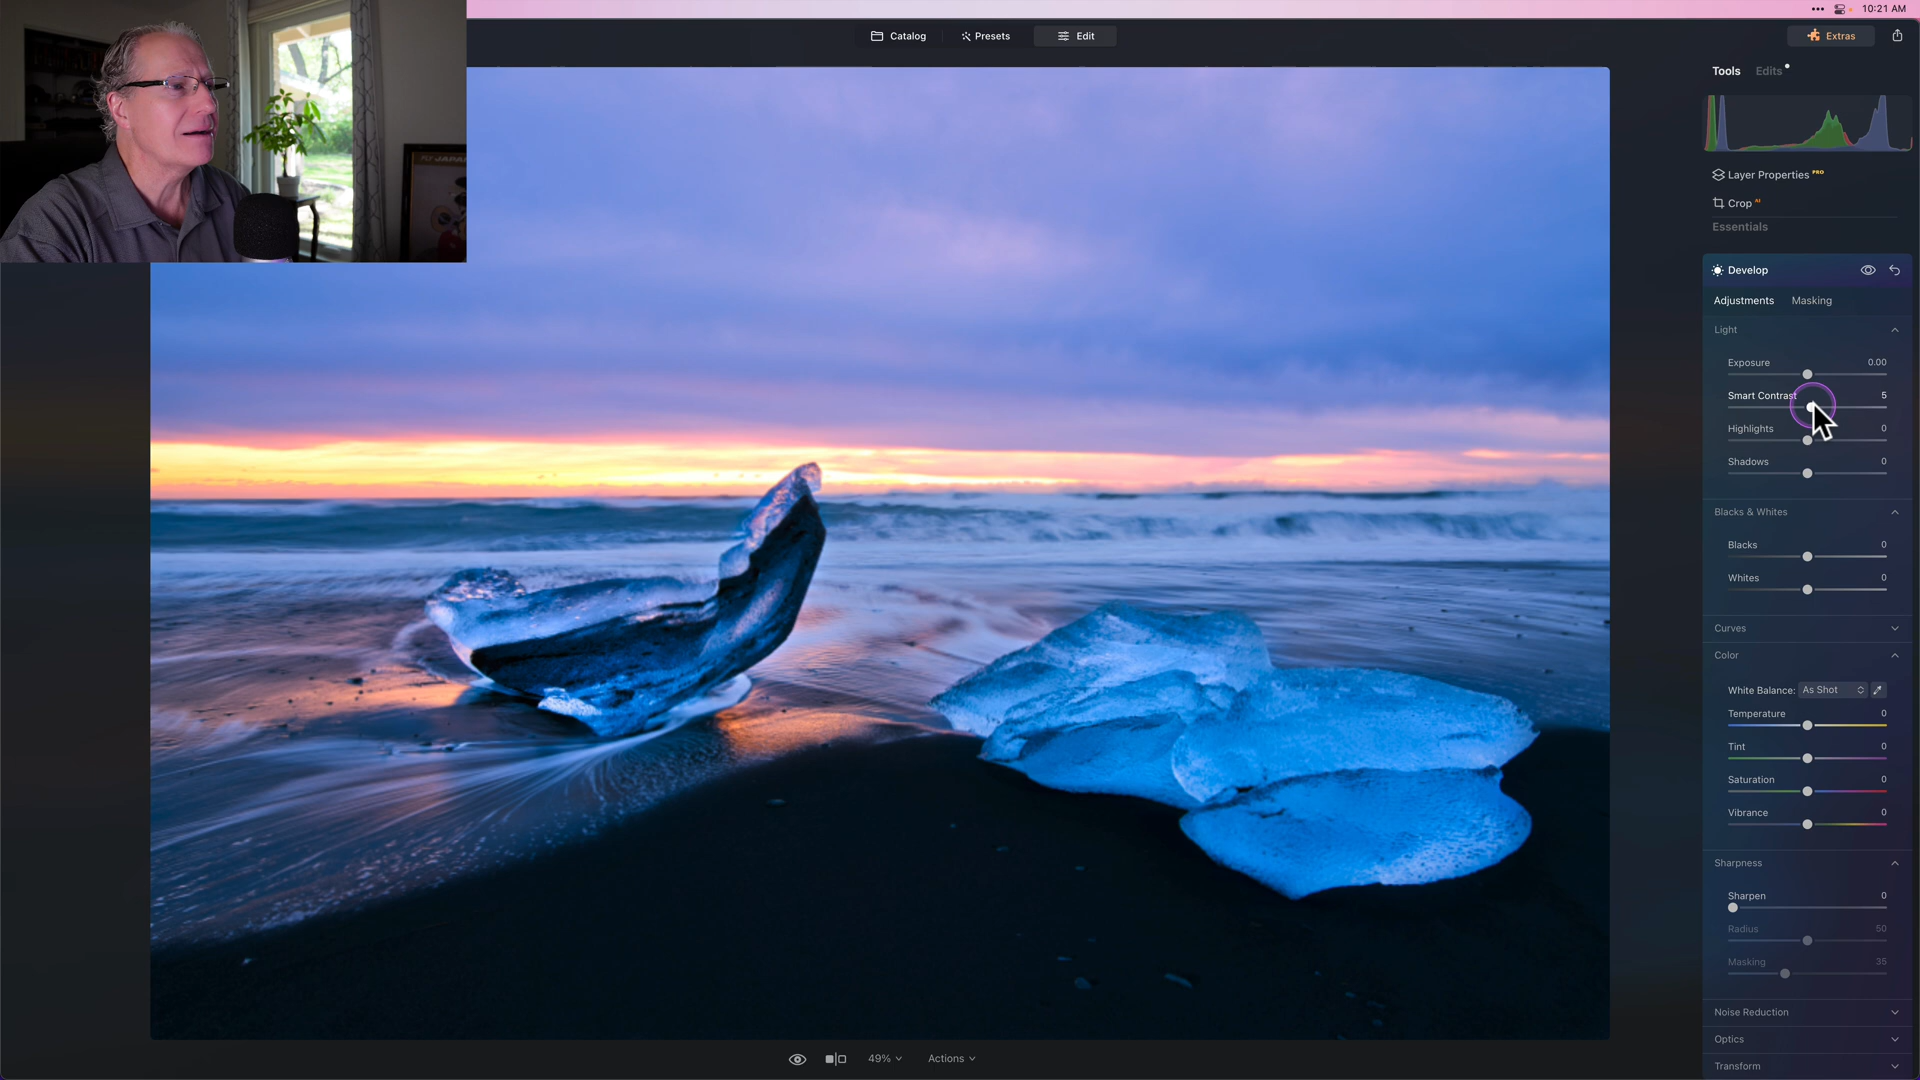 10:21 AM
Catalog
Presets
Edit
Extras
Tools
Edits
Layer Properties PRO
Crop AI
Essentials
Develop
Adjustments
Masking
Light
Exposure 0.00
Smart Contrast 5
Highlights 0
Shadows 0
Blacks & Whites
Blacks 0
Whites 0
Curves
Color
White Balance: As Shot
Temperature 0
Tint 0
Saturation 0
Vibrance 0
Sharpness
Sharpen 0
Radius 50
Masking 35
Noise Reduction
Optics
Transform
49%
Actions